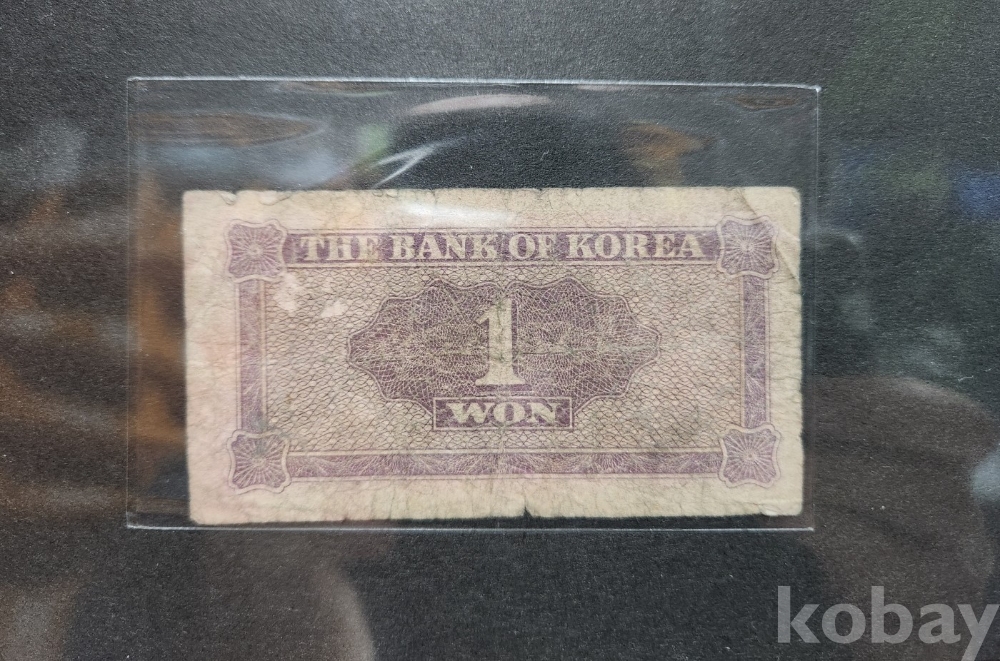 THE BANK OF KOREA
1
WON
kobay